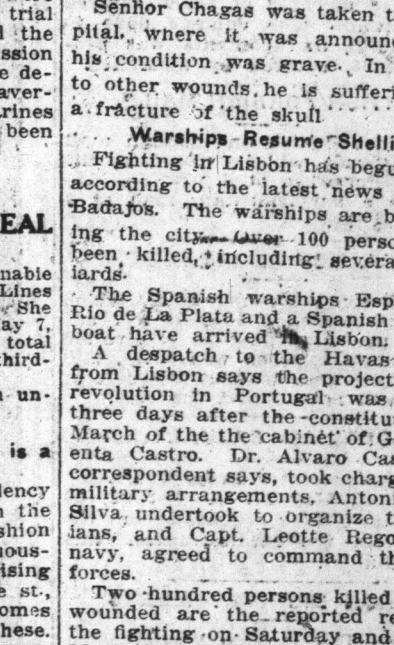 trial
the
ssion
e de-
aver-
rines
been
EAL
nable
Lines
She
ay 7,
total
third-
un-
is a
lency
n the
shion
nous-
ising
e st.,
omes
hese.
Senhor Chagas was taken t
pital, where it was announ
his condition was grave. In
to other wounds he is sufferi
a fracture of the skull
Warships Resume Shelli
Fighting in Lisbon has begu
according to the latest news
Badajos. The warships are b
ing the city. Over 100 perso
been killed, including severa
iards.
The Spanish warships Esp
Rio de La Plata and a Spanish
boat have arrived in Lisbon.
A despatch to the Havas
from Lisbon says the project
revolution in Portugal was
three days after the constitu
March of the the cabinet of G
enta Castro. Dr. Alvaro Cas
correspondent says, took charg
military arrangements, Antoni
Silva undertook to organize t
ians, and Capt. Leotte Rego
navy, agreed to command th
forces.
Two hundred persons killed
wounded are the reported re
the fighting on Saturday and